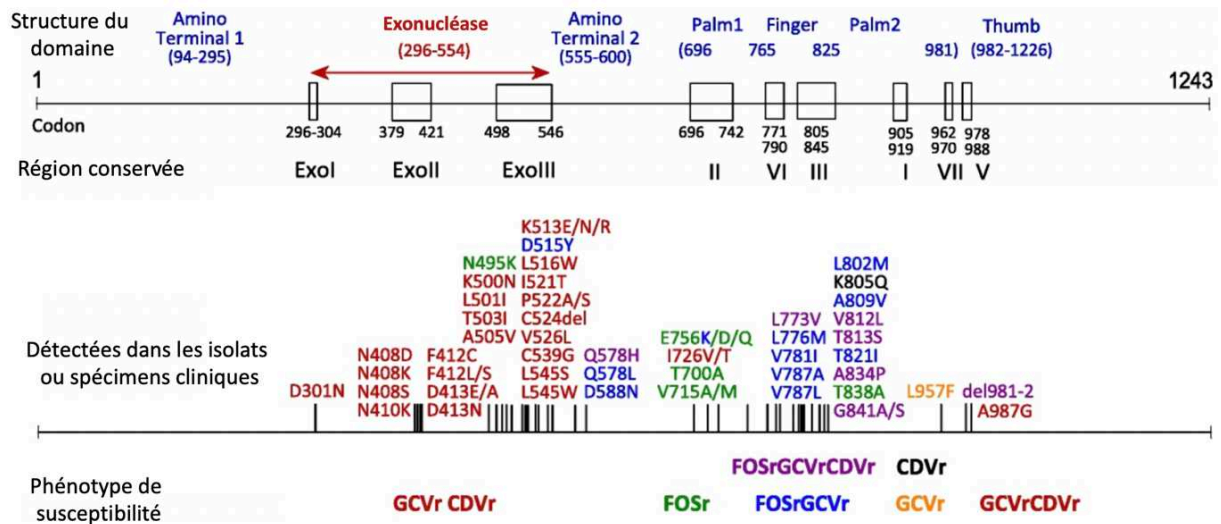 Structure du domaine
Amino Terminal 1 (94-295)
Exonucléase (296-554)
Amino Terminal 2 (555-600)
Palm1 Finger Palm2 Thumb
(696 765 825 981) (982-1226)
1 1243
Codon
296-304 379 421 498 546 696 742 771 805 905 962 978
790 845 919 970 988
Région conservée ExoI ExoII ExoIII II VI III I VII V
K513E/N/R
D515Y
N495K L516W L802M
K500N I521T K805Q
L501I P522A/S A809V
T503I C524del L773V V812L
A505V V526L E756K/D/Q L776M T813S
Détectées dans les isolats ou spécimens cliniques
N408D F412C C539G Q578H I726V/T V781I T821I
N408K F412L/S L545S Q578L T700A V787A A834P
D301N N408S D413E/A L545W D588N V715A/M V787L T838A L957F del981-2
N410K D413N G841A/S A987G
FOSrGCVrCDVr CDVr
Phénotype de susceptibilité
GCVr CDVr FOSr FOSrGCVr GCVr GCVrCDVr